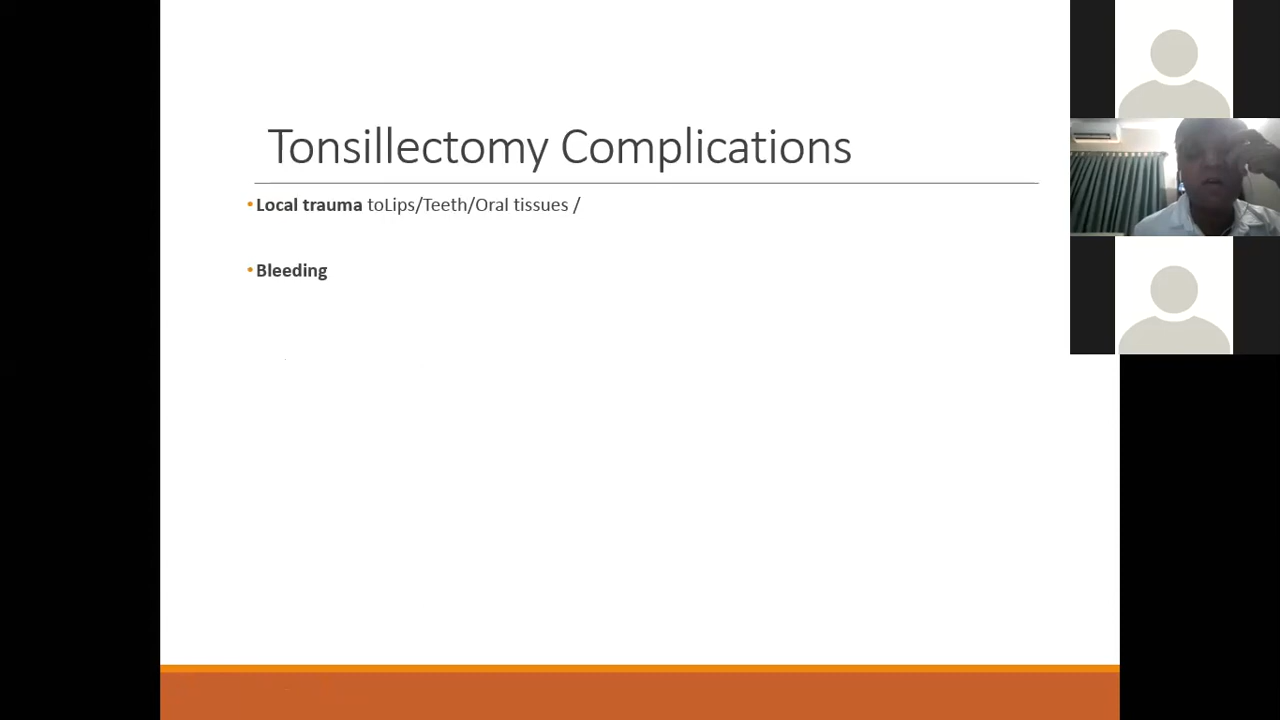 Tonsillectomy Complications
•Local trauma toLips/Teeth/Oral tissues /
•Bleeding